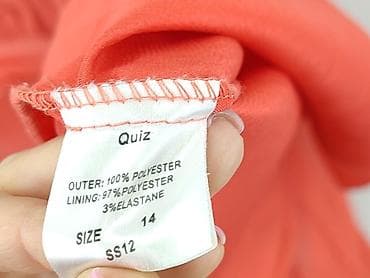 Quiz
OUTER: 100% POLYESTER
LINING: 97% POLYESTER
3% ELASTANE
SIZE 14
SS12